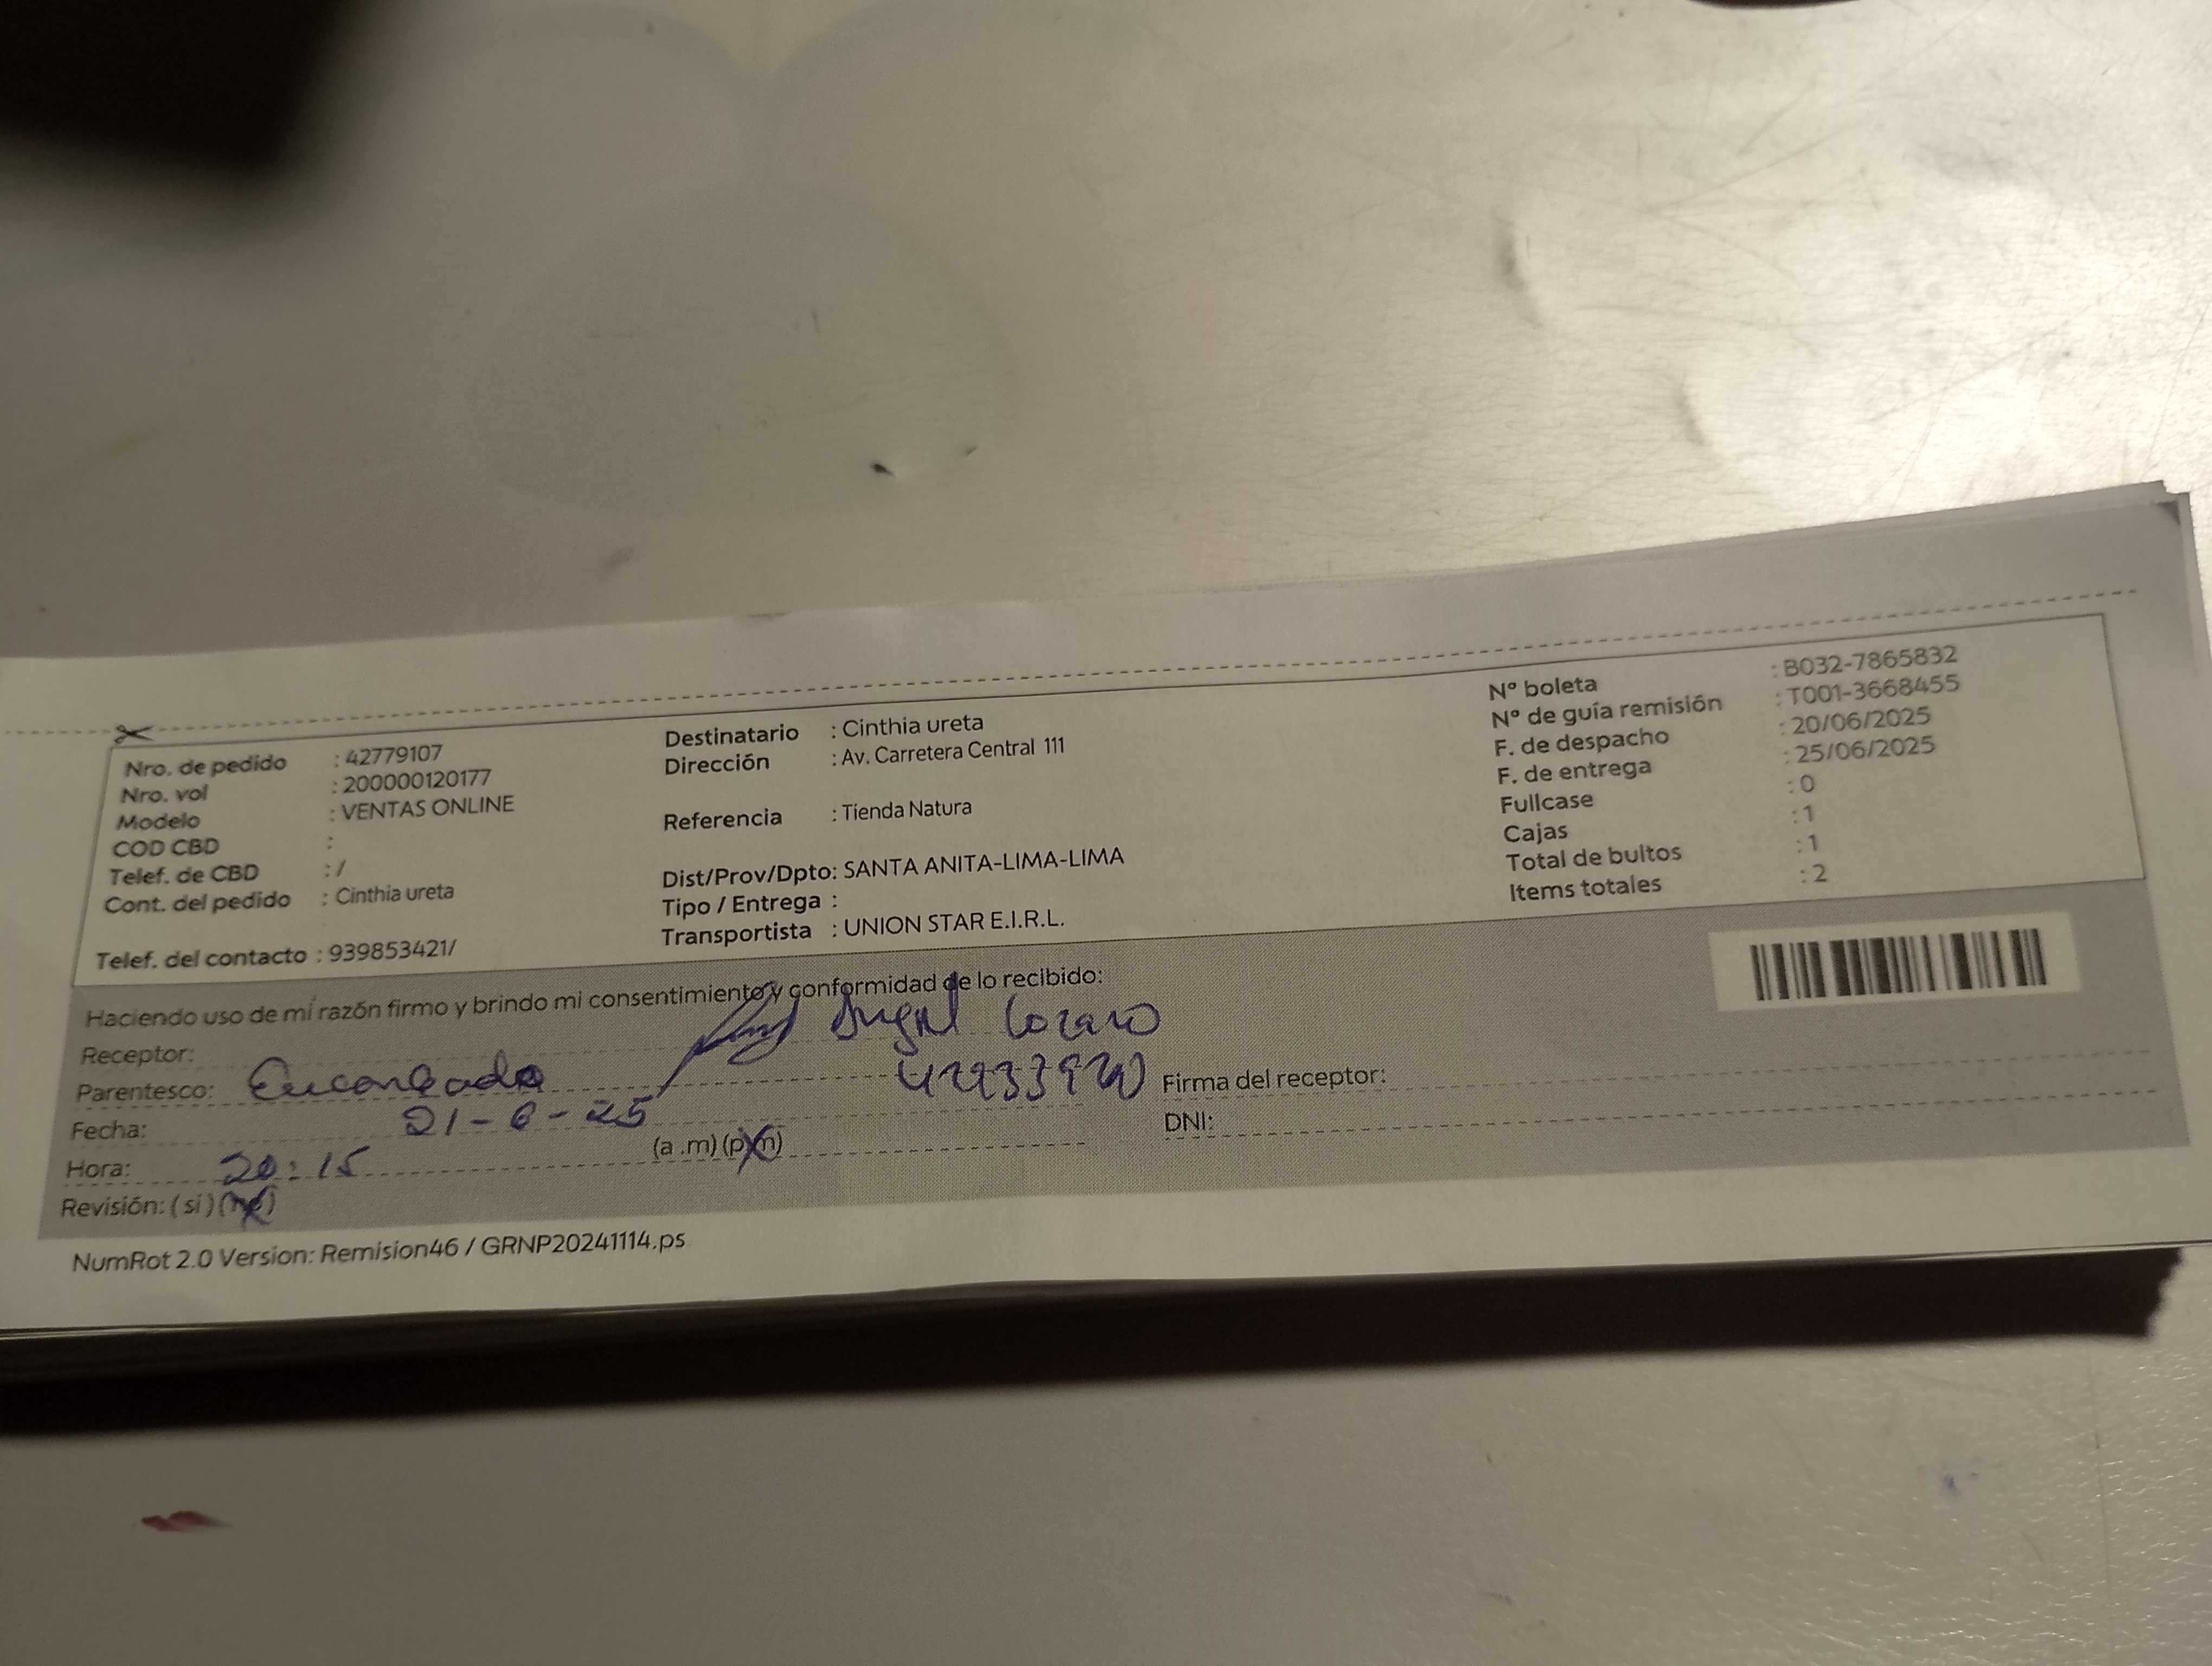 Nro. de pedido : 42779107
Nro. vol : 200000120177
Modelo : VENTAS ONLINE
COD CBD :
Telef. de CBD : /
Cont. del pedido : Cinthia ureta
Telef. del contacto : 939853421/
Destinatario : Cinthia ureta
Dirección : Av. Carretera Central 111
Referencia : Tienda Natura
Dist/Prov/Dpto: SANTA ANITA-LIMA-LIMA
Tipo / Entrega :
Transportista : UNION STAR E.I.R.L.
Nº boleta : B032-7865832
Nº de guía remisión : T001-3668455
F. de despacho : 20/06/2025
F. de entrega : 25/06/2025
Fullcase : 0
Cajas : 1
Total de bultos : 1
Items totales : 2
Haciendo uso de mi razón firmo y brindo mi consentimiento y conformidad de lo recibido:
Receptor:
Parentesco: Encargado
Firma del receptor:
Fecha: 21-6-25
DNI:
Hora: 20:15 (a .m) (p.m)
Revisión: (si) (no)
NumRot 2.0 Version: Remision46 / GRNP20241114.ps